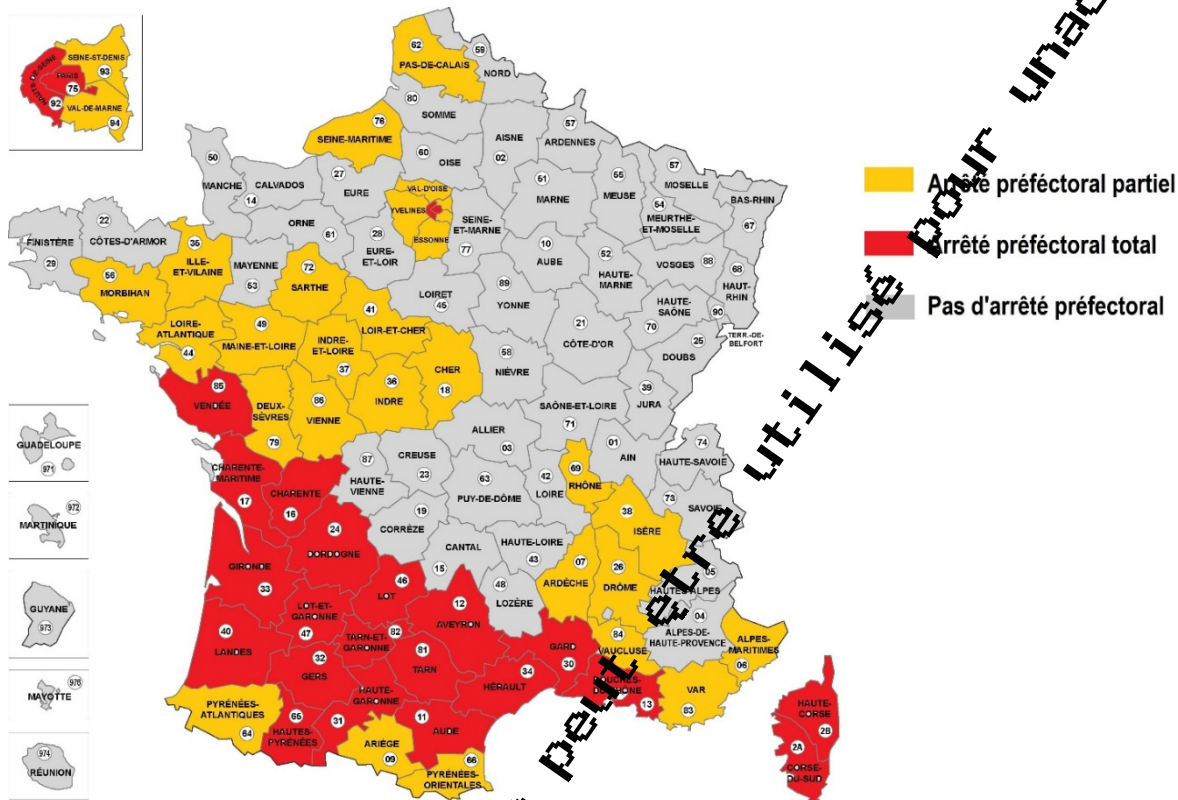 SEINE-ST-DENIS
93
HAUTS-DE-SEINE
PARIS
75
92
VAL-DE-MARNE
94
62
PAS-DE-CALAIS
59
NORD
80
SOMME
76
SEINE-MARITIME
AISNE
02
57
ARDENNES
60
OISE
50
MANCHE
CALVADOS
14
27
EURE
VAL-D'OISE
YVELINES
ESSONNE
SEINE-
ET-MARNE
77
51
MARNE
55
MEUSE
57
MOSELLE
54
MEURTHE-
ET-MOSELLE
BAS-RHIN
67
22
CÔTES-D'ARMOR
FINISTÈRE
29
ORNE
61
28
EURE-
ET-LOIR
10
AUBE
52
HAUTE-
MARNE
VOSGES
88
68
HAUT-
RHIN
35
ILLE-
ET-VILAINE
MAYENNE
53
56
MORBIHAN
72
SARTHE
LOIRET
45
89
YONNE
HAUTE-
SAÔNE
70
90
TERR.-DE-
BELFORT
LOIRE-
ATLANTIQUE
44
49
MAINE-ET-LOIRE
41
LOIR-ET-CHER
INDRE-
ET-LOIRE
37
21
CÔTE-D'OR
25
DOUBS
58
NIÈVRE
CHER
18
36
INDRE
39
JURA
85
VENDÉE
DEUX-
SÈVRES
79
86
VIENNE
SAÔNE-ET-LOIRE
71
ALLIER
03
01
AIN
74
HAUTE-SAVOIE
CHARENTE-
MARITIME
17
CHARENTE
16
87
HAUTE-
VIENNE
CREUSE
23
63
PUY-DE-DÔME
42
LOIRE
69
RHÔNE
73
SAVOIE
38
ISÈRE
24
DORDOGNE
19
CORRÈZE
CANTAL
15
HAUTE-LOIRE
43
07
ARDÈCHE
26
DRÔME
05
HAUTES-ALPES
GIRONDE
33
46
LOT
12
AVEYRON
48
LOZÈRE
04
ALPES-DE-
HAUTE-PROVENCE
LOT-ET-
GARONNE
47
82
TARN-ET-
GARONNE
81
TARN
GARD
30
84
VAUCLUSE
ALPES-
MARITIMES
06
40
LANDES
32
GERS
34
HÉRAULT
BOUCHES-
DU-RHÔNE
13
VAR
83
PYRÉNÉES-
ATLANTIQUES
64
65
HAUTES-
PYRÉNÉES
HAUTE-
GARONNE
31
11
AUDE
ARIÈGE
09
66
PYRÉNÉES-
ORIENTALES
HAUTE-
CORSE
2B
2A
CORSE-
DU-SUD
GUADELOUPE
971
MARTINIQUE
972
GUYANE
973
MAYOTTE
976
974
RÉUNION
Arrêté préféctoral partiel
Arrêté préféctoral total
Pas d'arrêté préfectoral
peut etre utilisé pour